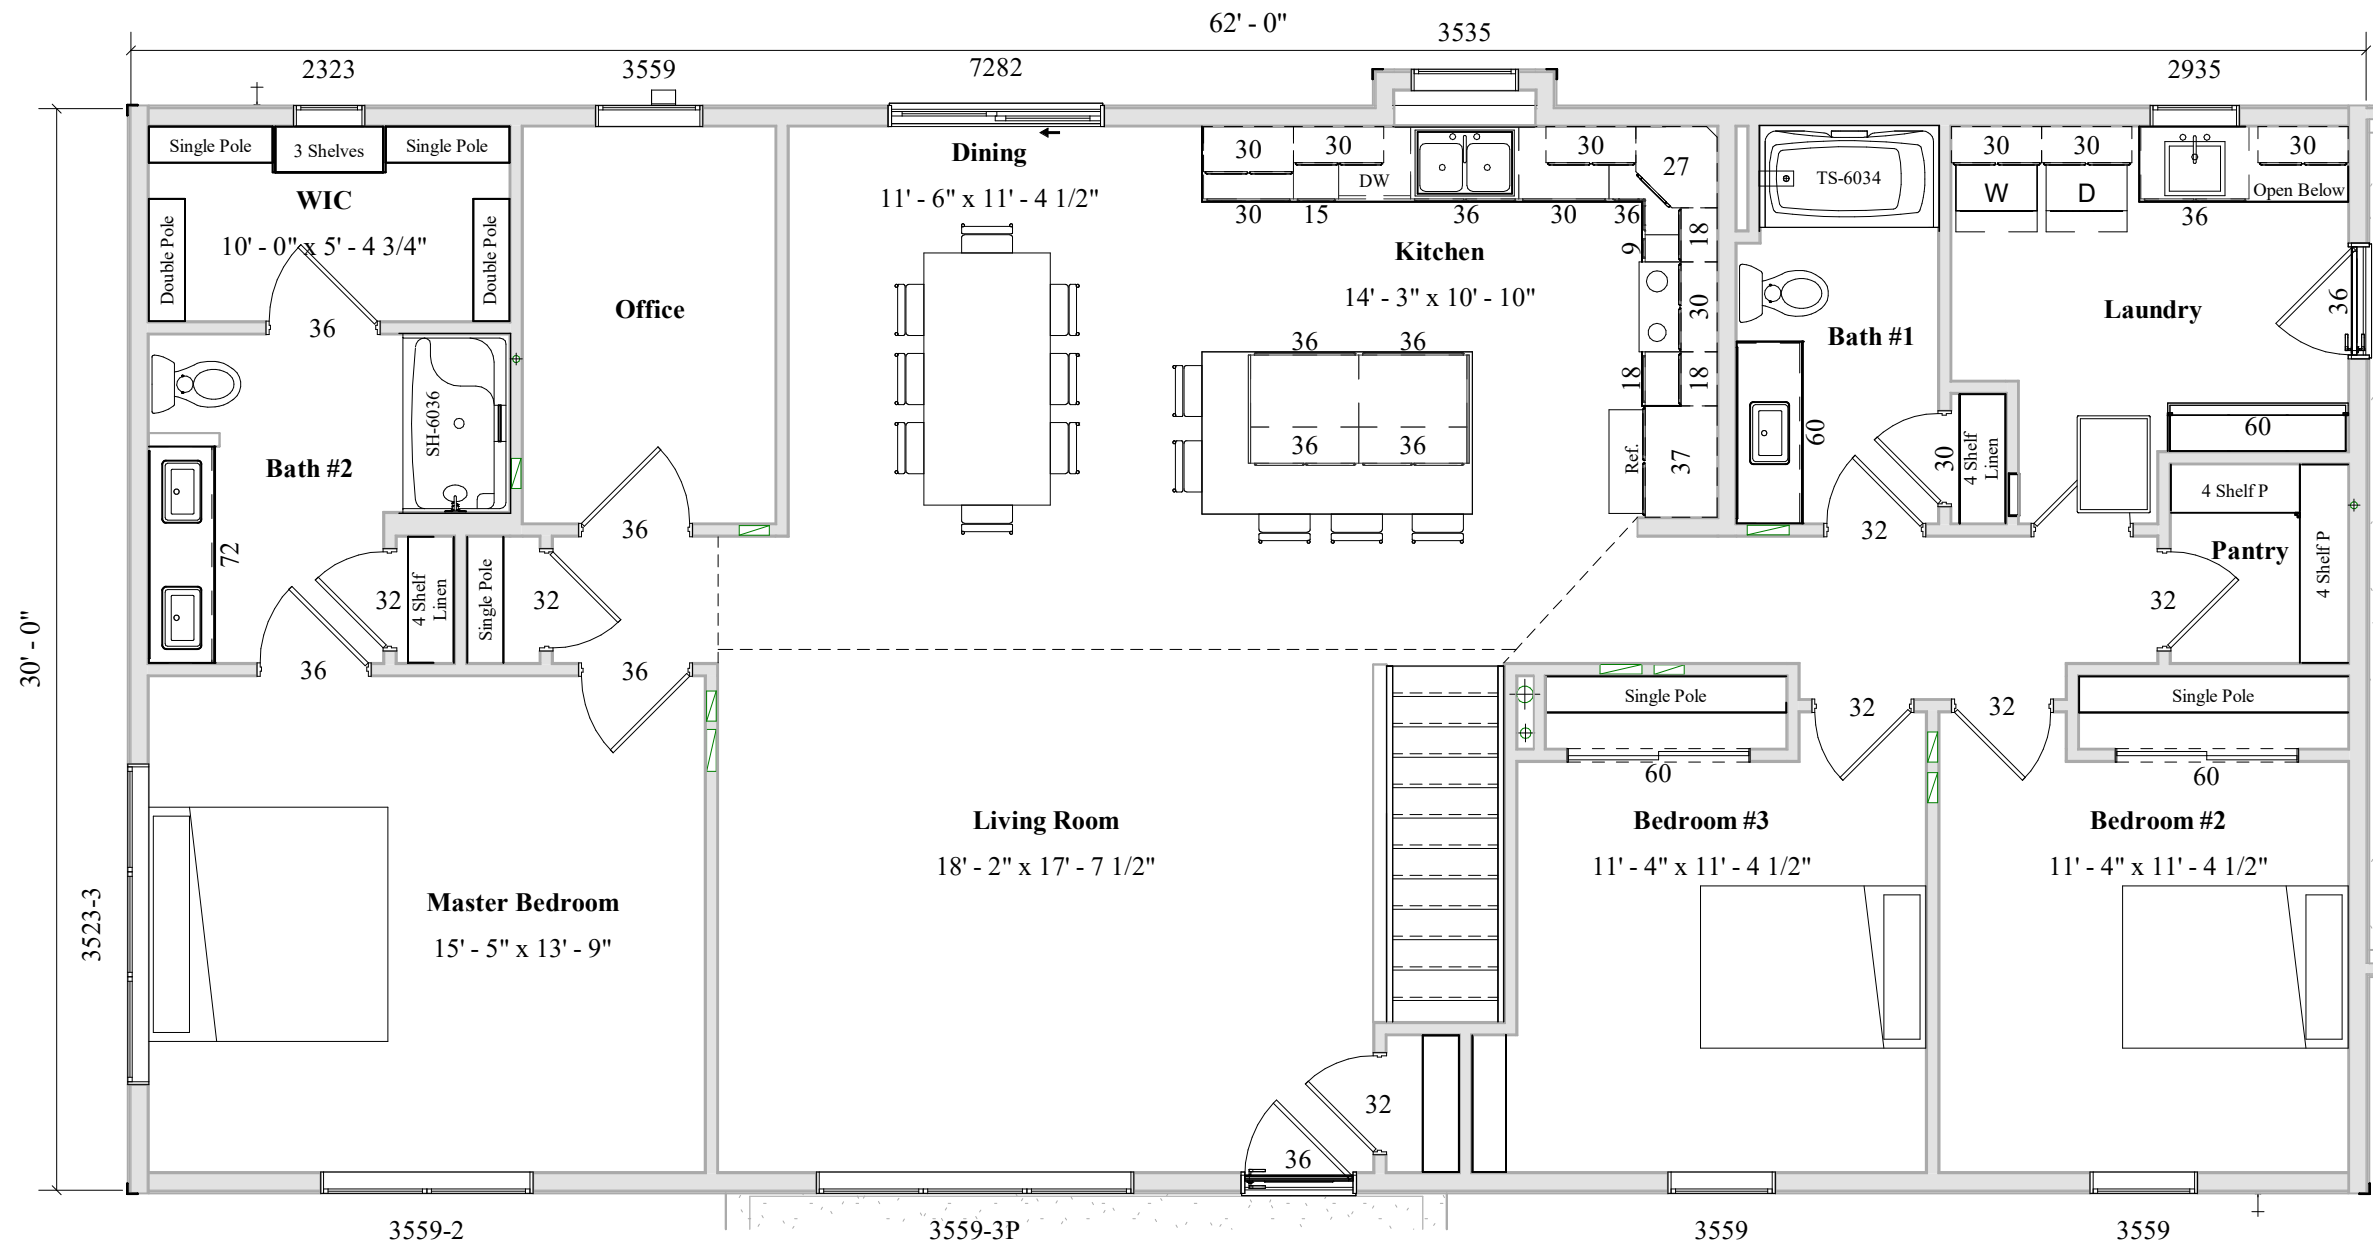 62' - 0"
3535
2323
3559
7282
2935
Single Pole
3 Shelves
Single Pole
WIC
10' - 0" x 5' - 4 3/4"
Double Pole
Double Pole
36
Office
Dining
11' - 6" x 11' - 4 1/2"
30
30
DW
30
27
30
15
36
30
36
18
9
Kitchen
14' - 3" x 10' - 10"
30
36
36
18
18
36
36
Ref.
37
TS-6034
Bath #1
60
30
4 Shelf
Linen
32
30
30
30
W
D
Open Below
36
Laundry
36
60
4 Shelf P
Pantry
4 Shelf P
32
SH-6036
Bath #2
72
36
32
4 Shelf
Linen
Single Pole
32
36
36
30' - 0"
Single Pole
32
32
Single Pole
60
60
Living Room
18' - 2" x 17' - 7 1/2"
Bedroom #3
11' - 4" x 11' - 4 1/2"
Bedroom #2
11' - 4" x 11' - 4 1/2"
Master Bedroom
15' - 5" x 13' - 9"
3523-3
32
36
3559-2
3559-3P
3559
3559